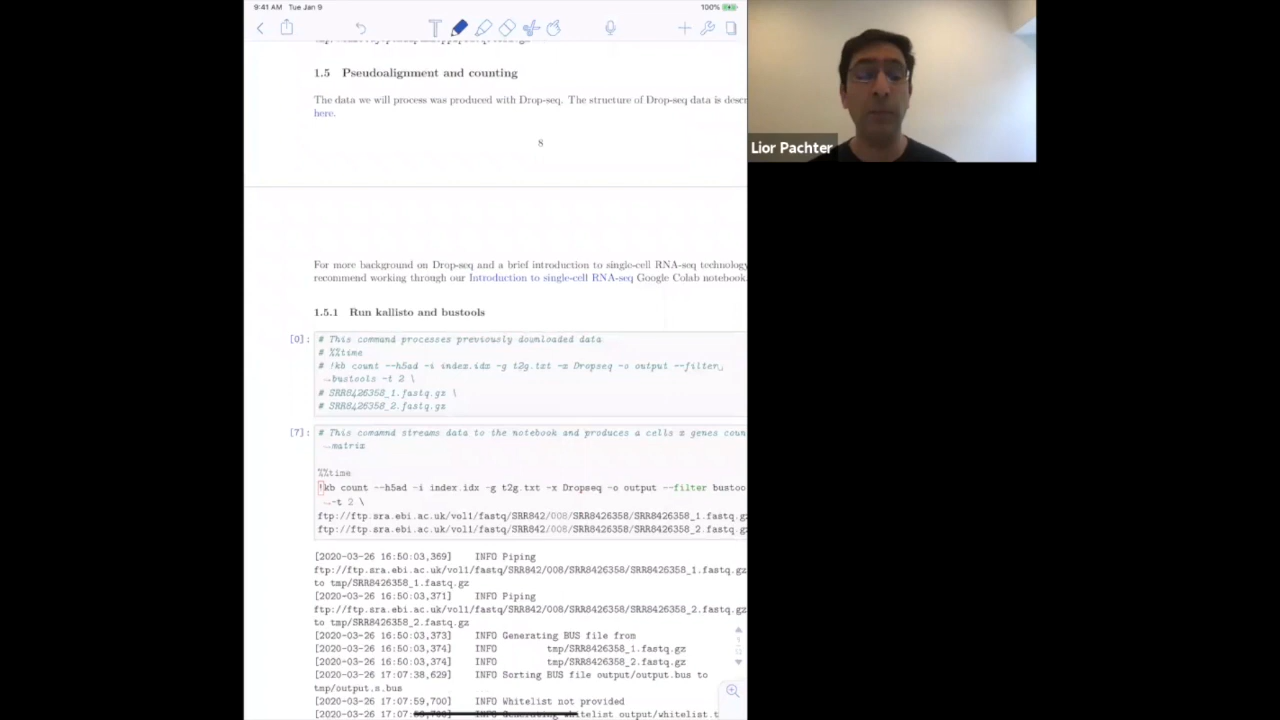 9:41 AM Tue Jan 9
100%
1.5 Pseudoalignment and counting
The data we will process was produced with Drop-seq. The structure of Drop-seq data is descr
here.
8
Lior Pachter
For more background on Drop-seq and a brief introduction to single-cell RNA-seq technology
recommend working through our Introduction to single-cell RNA-seq Google Colab notebook.
1.5.1 Run kallisto and bustools
[0]: # This command processes previously downloaded data
# %%time
# !kb count --h5ad -i index.idx -g t2g.txt -x Dropseq -o output --filter
bustools -t 2 \
# SRR8426358_1.fastq.gz \
# SRR8426358_2.fastq.gz
[7]: # This comamnd streams data to the notebook and produces a cells x genes coun
matrix
%%time
!kb count --h5ad -i index.idx -g t2g.txt -x Dropseq -o output --filter bustoo
-t 2 \
ftp://ftp.sra.ebi.ac.uk/vol1/fastq/SRR842/008/SRR8426358/SRR8426358_1.fastq.gz
ftp://ftp.sra.ebi.ac.uk/vol1/fastq/SRR842/008/SRR8426358/SRR8426358_2.fastq.gz
[2020-03-26 16:50:03,369] INFO Piping
ftp://ftp.sra.ebi.ac.uk/vol1/fastq/SRR842/008/SRR8426358/SRR8426358_1.fastq.gz
to tmp/SRR8426358_1.fastq.gz
[2020-03-26 16:50:03,371] INFO Piping
ftp://ftp.sra.ebi.ac.uk/vol1/fastq/SRR842/008/SRR8426358/SRR8426358_2.fastq.gz
to tmp/SRR8426358_2.fastq.gz
[2020-03-26 16:50:03,373] INFO Generating BUS file from
[2020-03-26 16:50:03,374] INFO tmp/SRR8426358_1.fastq.gz
[2020-03-26 16:50:03,374] INFO tmp/SRR8426358_2.fastq.gz
[2020-03-26 17:07:38,629] INFO Sorting BUS file output/output.bus to
tmp/output.s.bus
[2020-03-26 17:07:59,700] INFO Whitelist not provided
[2020-03-26 17:07:59,700] INFO Generating whitelist output/whitelist.t